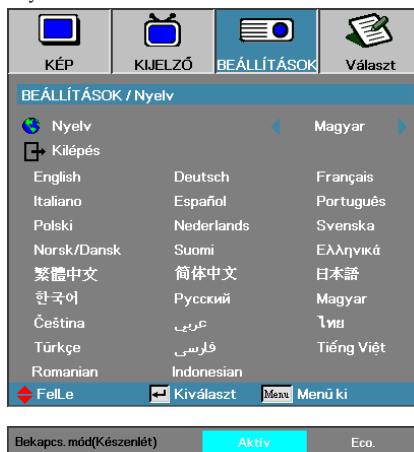 KÉP KIJELZŐ BEÁLLÍTÁSOK Választ
BEÁLLÍTÁSOK / Nyelv
Nyelv Magyar
Kilépés
English Deutsch Français
Italiano Español Português
Polski Nederlands Svenska
Norsk/Dansk Suomi Ελληνικά
繁體中文 简体中文 日本語
한국어 Русский Magyar
Čeština عربي ไทย
Türkçe فارسی Tiếng Việt
Romanian Indonesian
FelLe Kiválaszt Menu Menü ki
Bekapcs. mód(Készenlét) Aktív Eco.